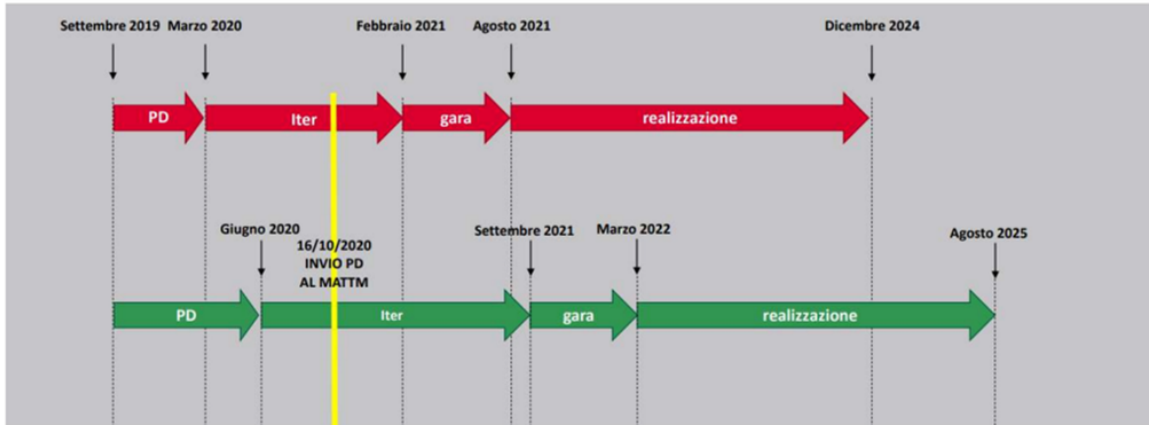 Settembre 2019 Marzo 2020 Febbraio 2021 Agosto 2021 Dicembre 2024
PD Iter gara realizzazione
Giugno 2020 Settembre 2021 Marzo 2022 Agosto 2025
16/10/2020
INVIO PD
AL MATTM
PD Iter gara realizzazione